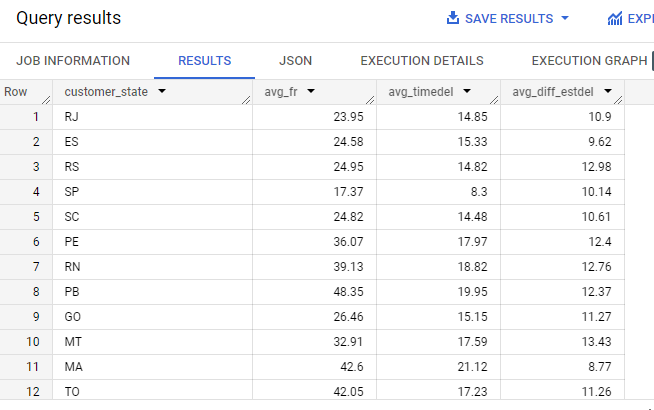 Query results SAVE RESULTS EXPL
JOB INFORMATION RESULTS JSON EXECUTION DETAILS EXECUTION GRAPH
Row customer_state avg_fr avg_timedel avg_diff_estdel
1 RJ 23.95 14.85 10.9
2 ES 24.58 15.33 9.62
3 RS 24.95 14.82 12.98
4 SP 17.37 8.3 10.14
5 SC 24.82 14.48 10.61
6 PE 36.07 17.97 12.4
7 RN 39.13 18.82 12.76
8 PB 48.35 19.95 12.37
9 GO 26.46 15.15 11.27
10 MT 32.91 17.59 13.43
11 MA 42.6 21.12 8.77
12 TO 42.05 17.23 11.26